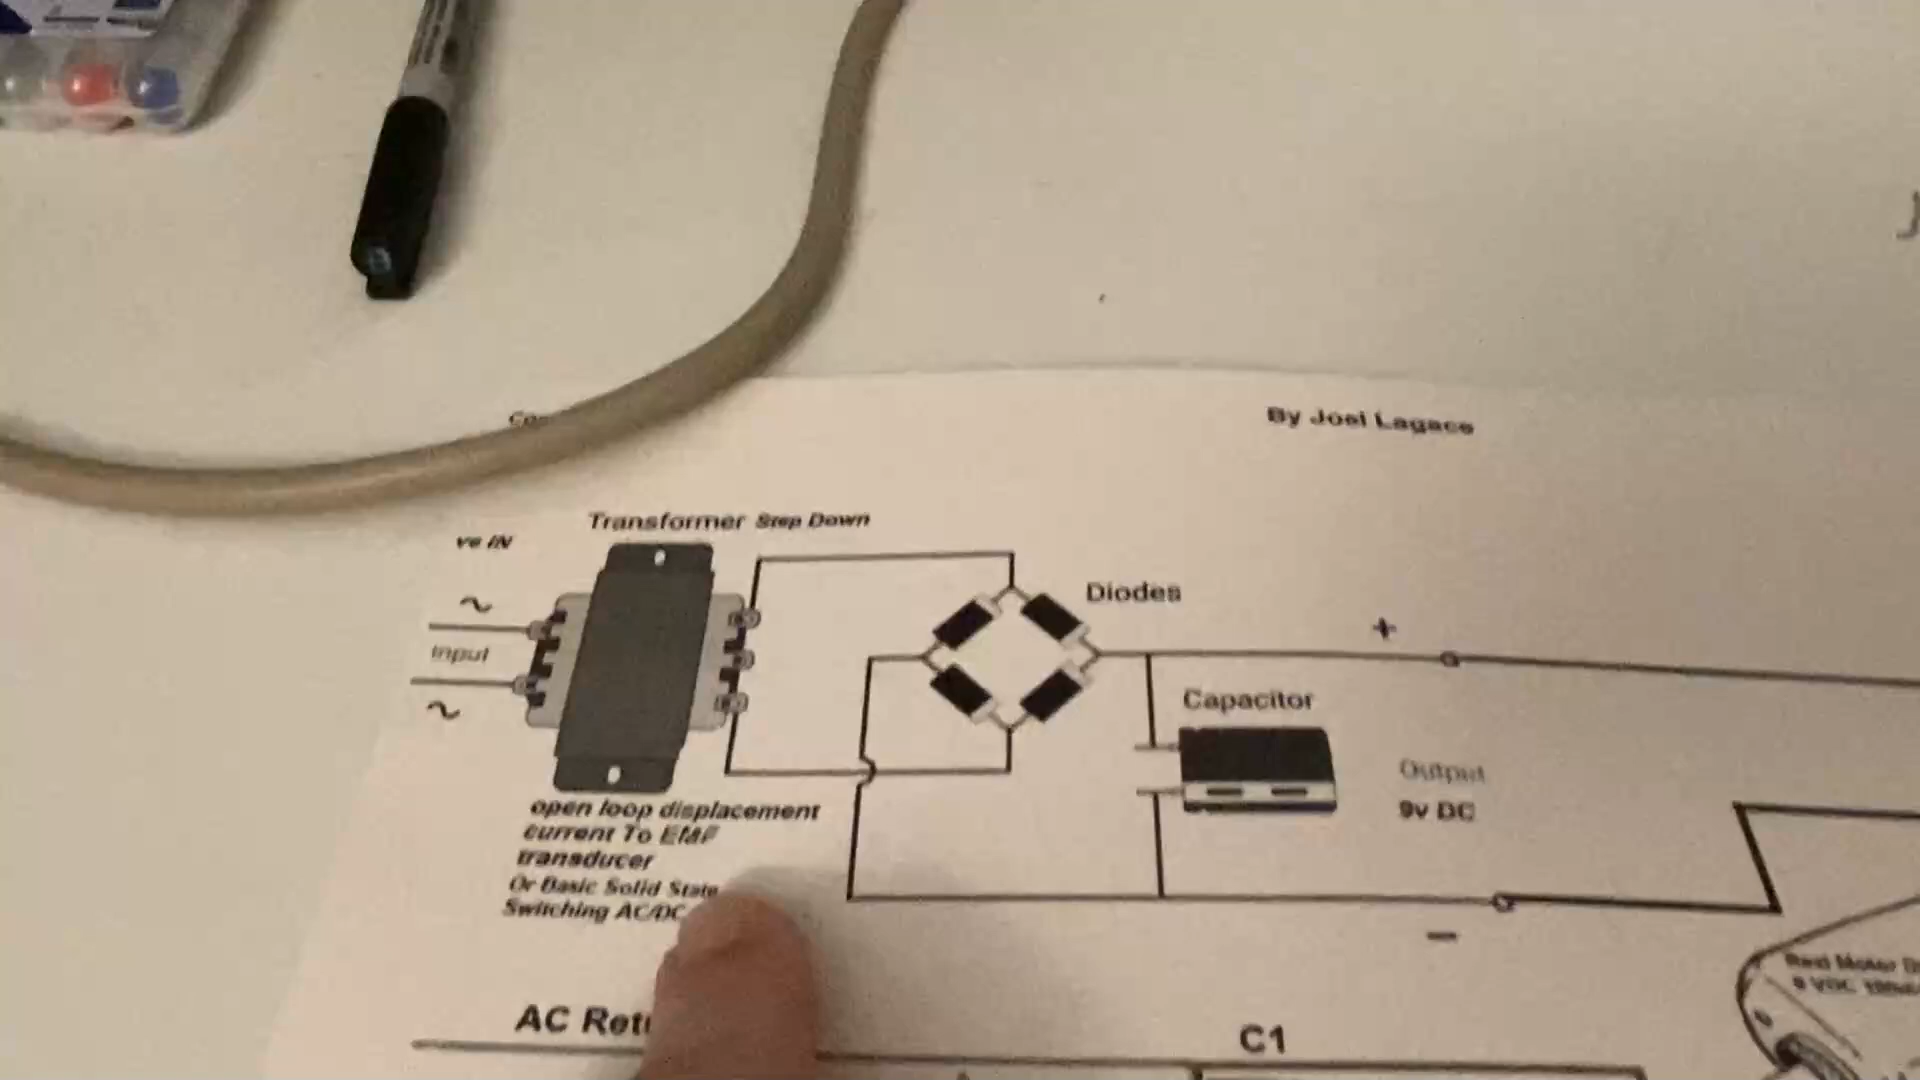 By Joel Lagace
Transformer Step Down
ve IN
Diodes
+
~
Input
~
Capacitor
Output
9v DC
open loop displacement
current To EMF
transducer
Or Basic Solid State
Switching AC/DC
−
AC
C1